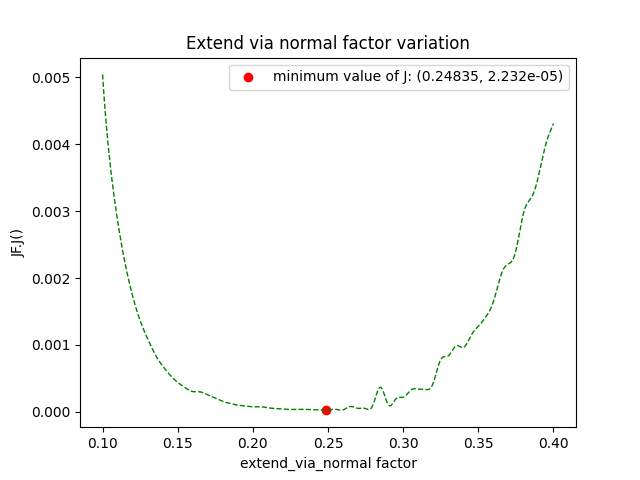 Extend via normal factor variation
minimum value of J: (0.24835, 2.232e-05)
0.005
0.004
0.003
0.002
0.001
0.000
JF.J()
0.10 0.15 0.20 0.25 0.30 0.35 0.40
extend_via_normal factor